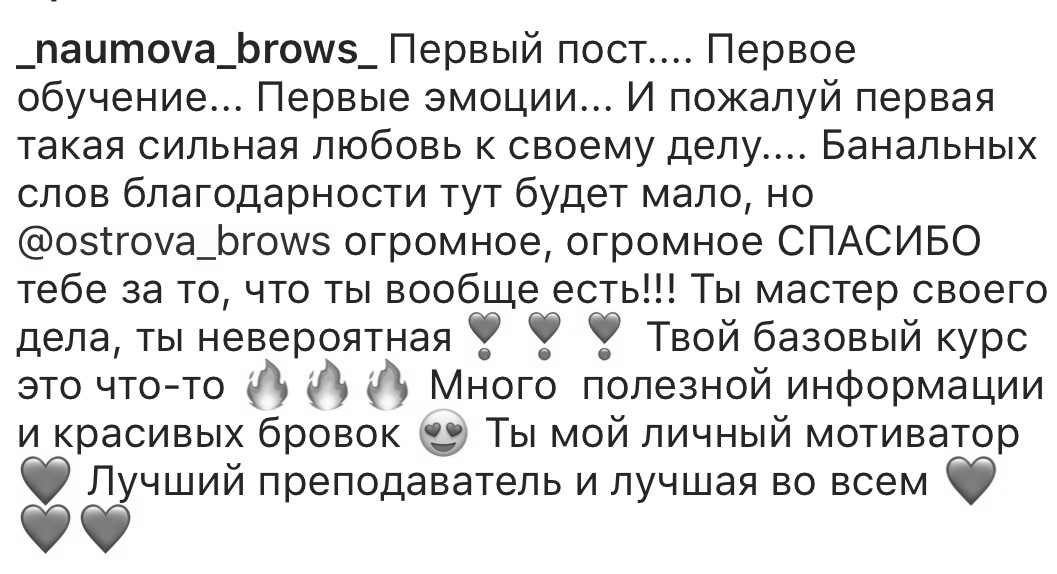 _naumova_brows_ Первый пост.... Первое
обучение... Первые эмоции... И пожалуй первая
такая сильная любовь к своему делу.... Банальных
слов благодарности тут будет мало, но
@ostrova_brows огромное, огромное СПАСИБО
тебе за то, что ты вообще есть!!! Ты мастер своего
дела, ты невероятная❣️❣️❣️ Твой базовый курс
это что-то 🔥🔥🔥 Много  полезной информации
и красивых бровок 😍 Ты мой личный мотиватор
❤️ Лучший преподаватель и лучшая во всем ❤️
❤️❤️